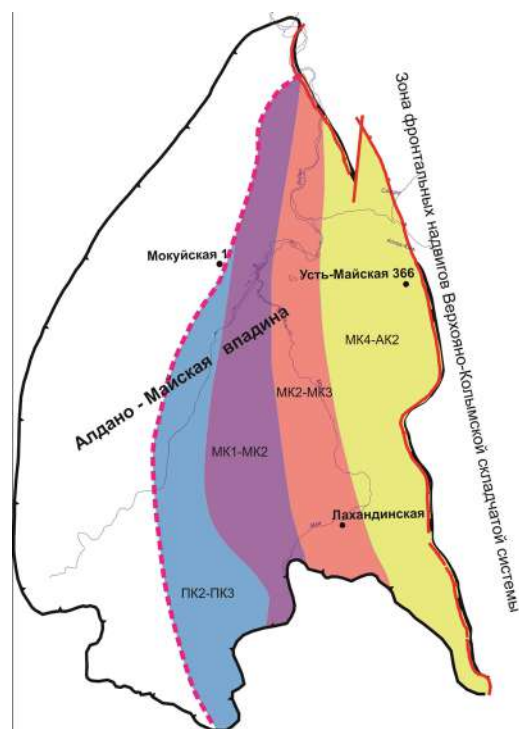 Зона фронтальных надвигов Верхояно-Колымской складчатой системы
Мокуйская 1
Усть-Майская 366
МК4-АК2
Алдано - Майская впадина
МК2-МК3
МК1-МК2
Лахандинская
ПК2-ПК3